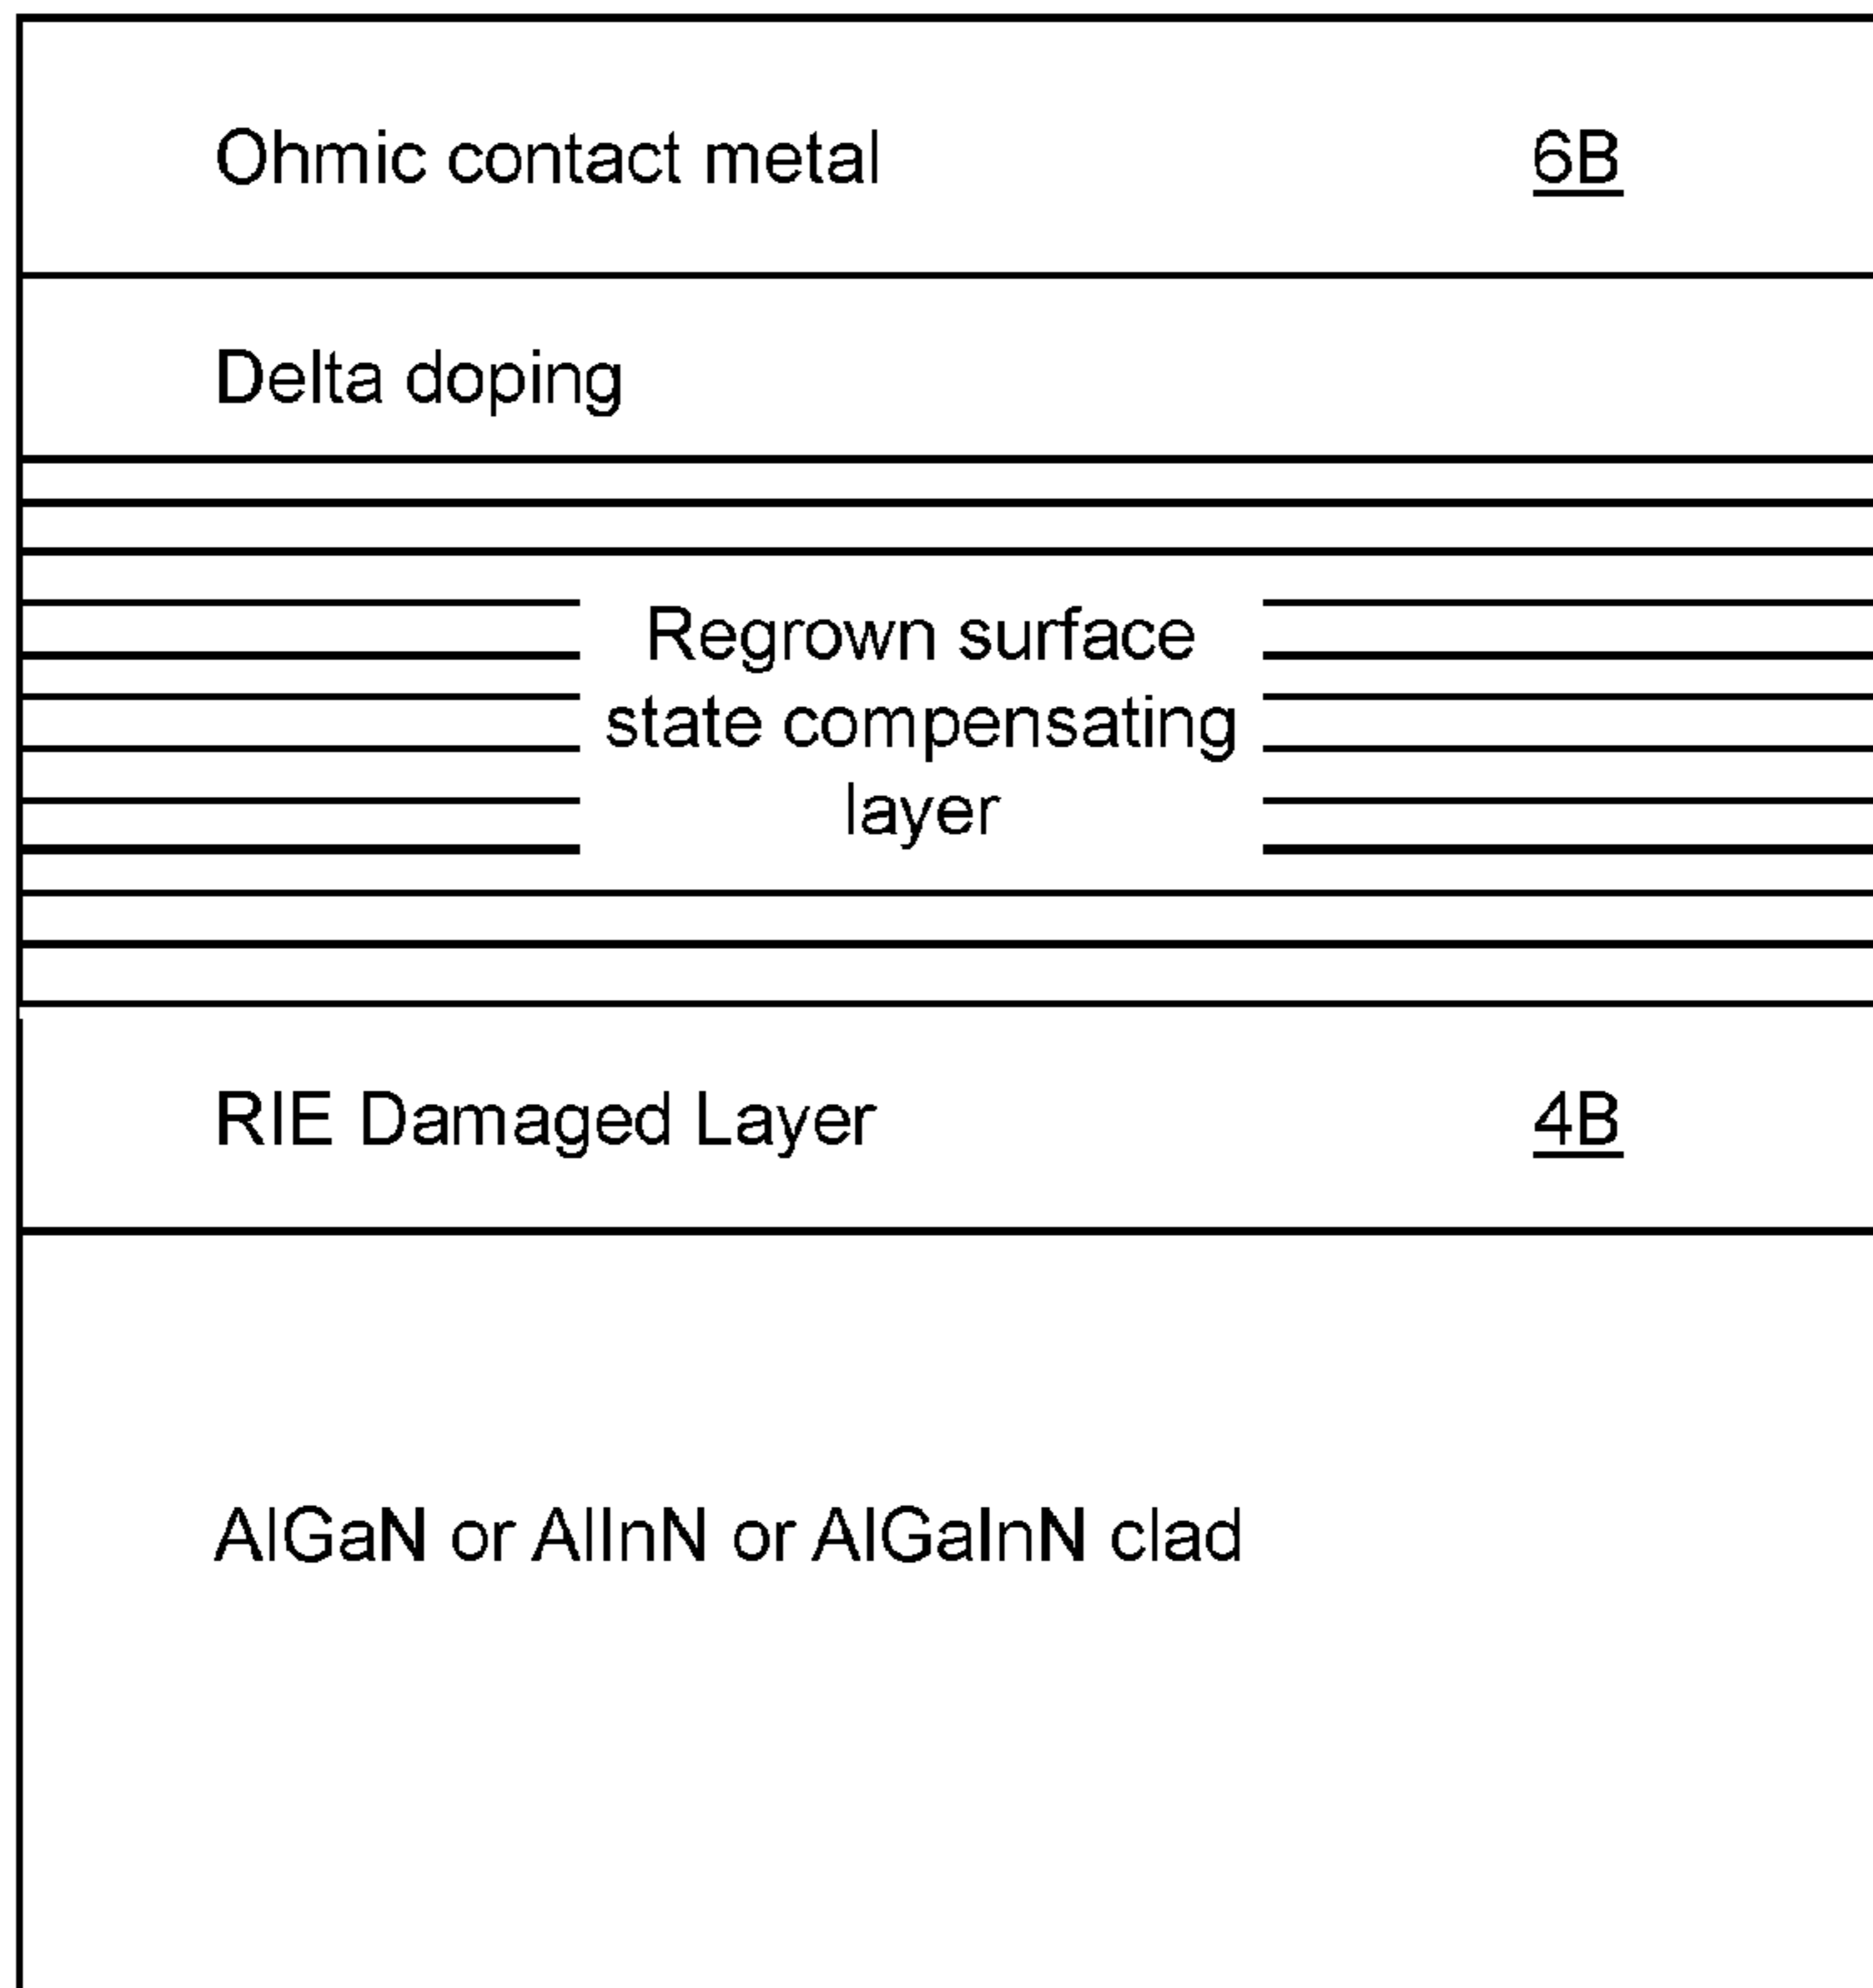 Ohmic contact metal 6B
Delta doping
Regrown surface
state compensating
layer
RIE Damaged Layer 4B
AlGaN or AlInN or AlGaInN clad